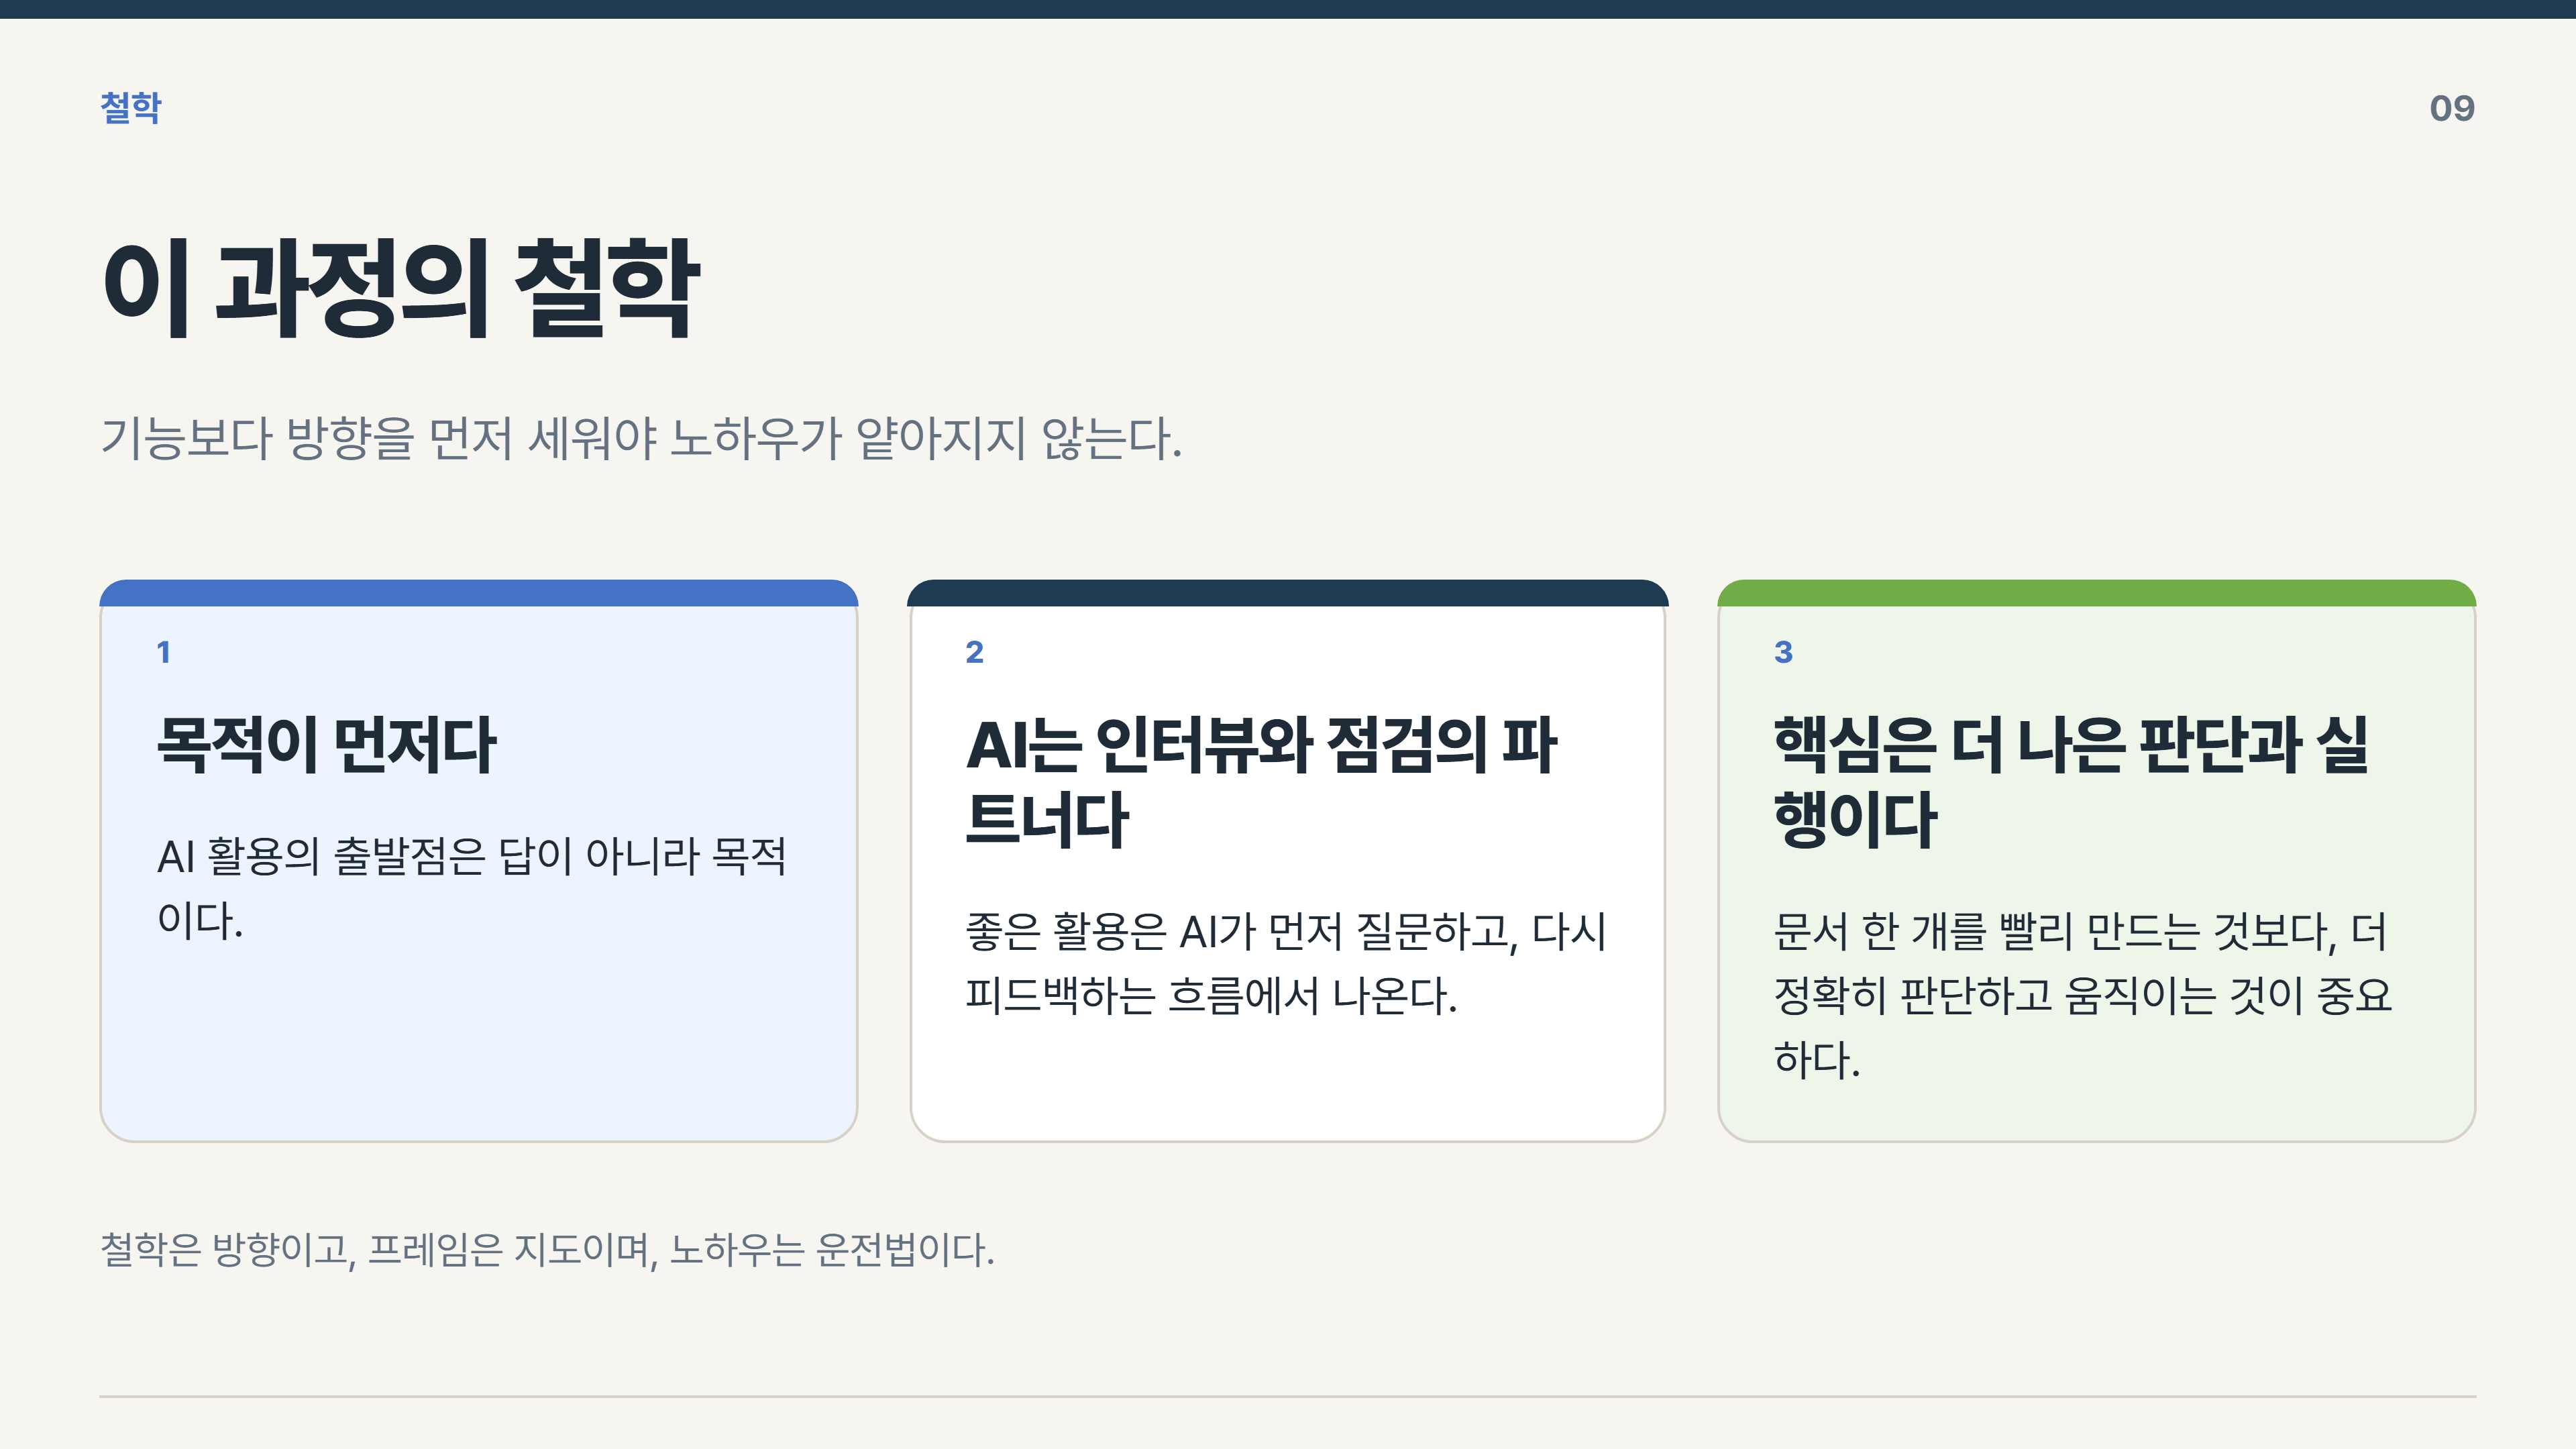 철학
09
이 과정의 철학
기능보다 방향을 먼저 세워야 노하우가 얕아지지 않는다.
1
목적이 먼저다
AI 활용의 출발점은 답이 아니라 목적
이다.
2
AI는 인터뷰와 점검의 파
트너다
좋은 활용은 AI가 먼저 질문하고, 다시
피드백하는 흐름에서 나온다.
3
핵심은 더 나은 판단과 실
행이다
문서 한 개를 빨리 만드는 것보다, 더
정확히 판단하고 움직이는 것이 중요
하다.
철학은 방향이고, 프레임은 지도이며, 노하우는 운전법이다.